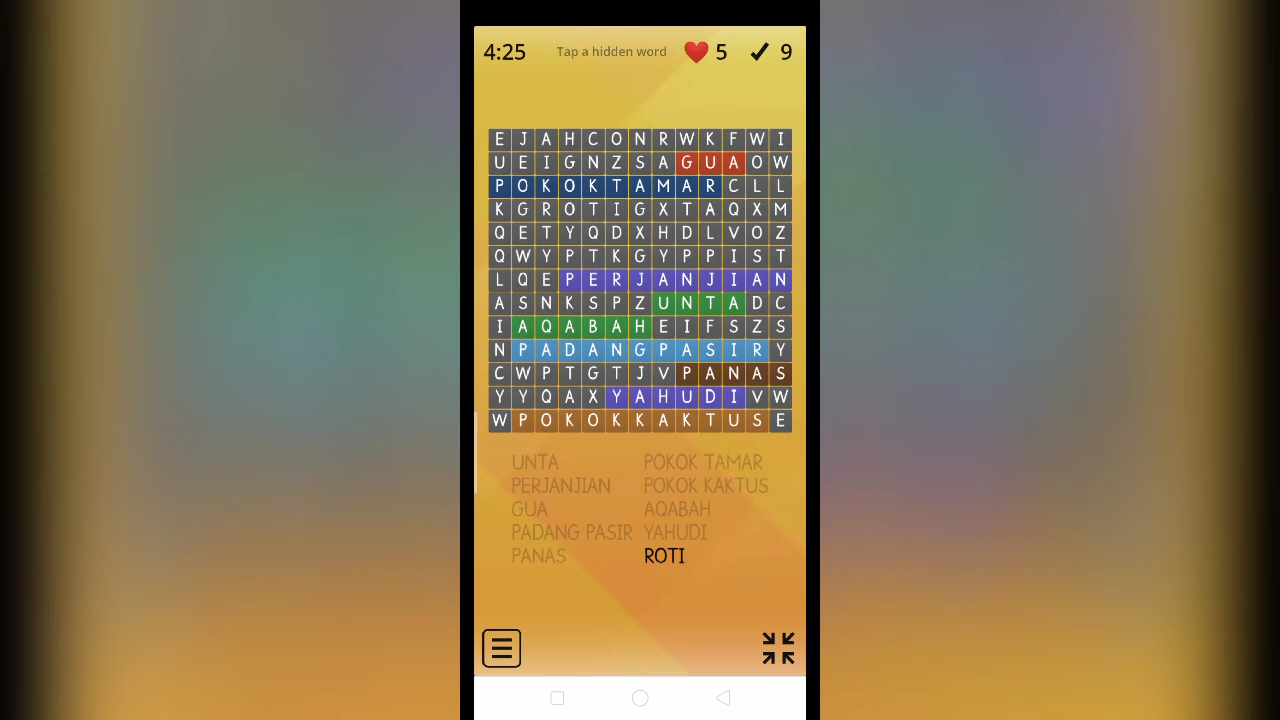 4:25 Tap a hidden word 5 9
E J A H C O N R W K F W I
U E I G N Z S A G U A O W
P O K O K T A M A R C L L
K G R O T I G X T A Q X M
Q E T Y Q D X H D L V O Z
Q W Y P T K G Y P P I S T
L Q E P E R J A N J I A N
A S N K S P Z U N T A D C
I A Q A B A H E I F S Z S
N P A D A N G P A S I R Y
C W P T G T J V P A N A S
Y Y Q A X Y A H U D I V W
W P O K O K K A K T U S E
UNTA POKOK TAMAR
PERJANJIAN POKOK KAKTUS
GUA AQABAH
PADANG PASIR YAHUDI
PANAS ROTI